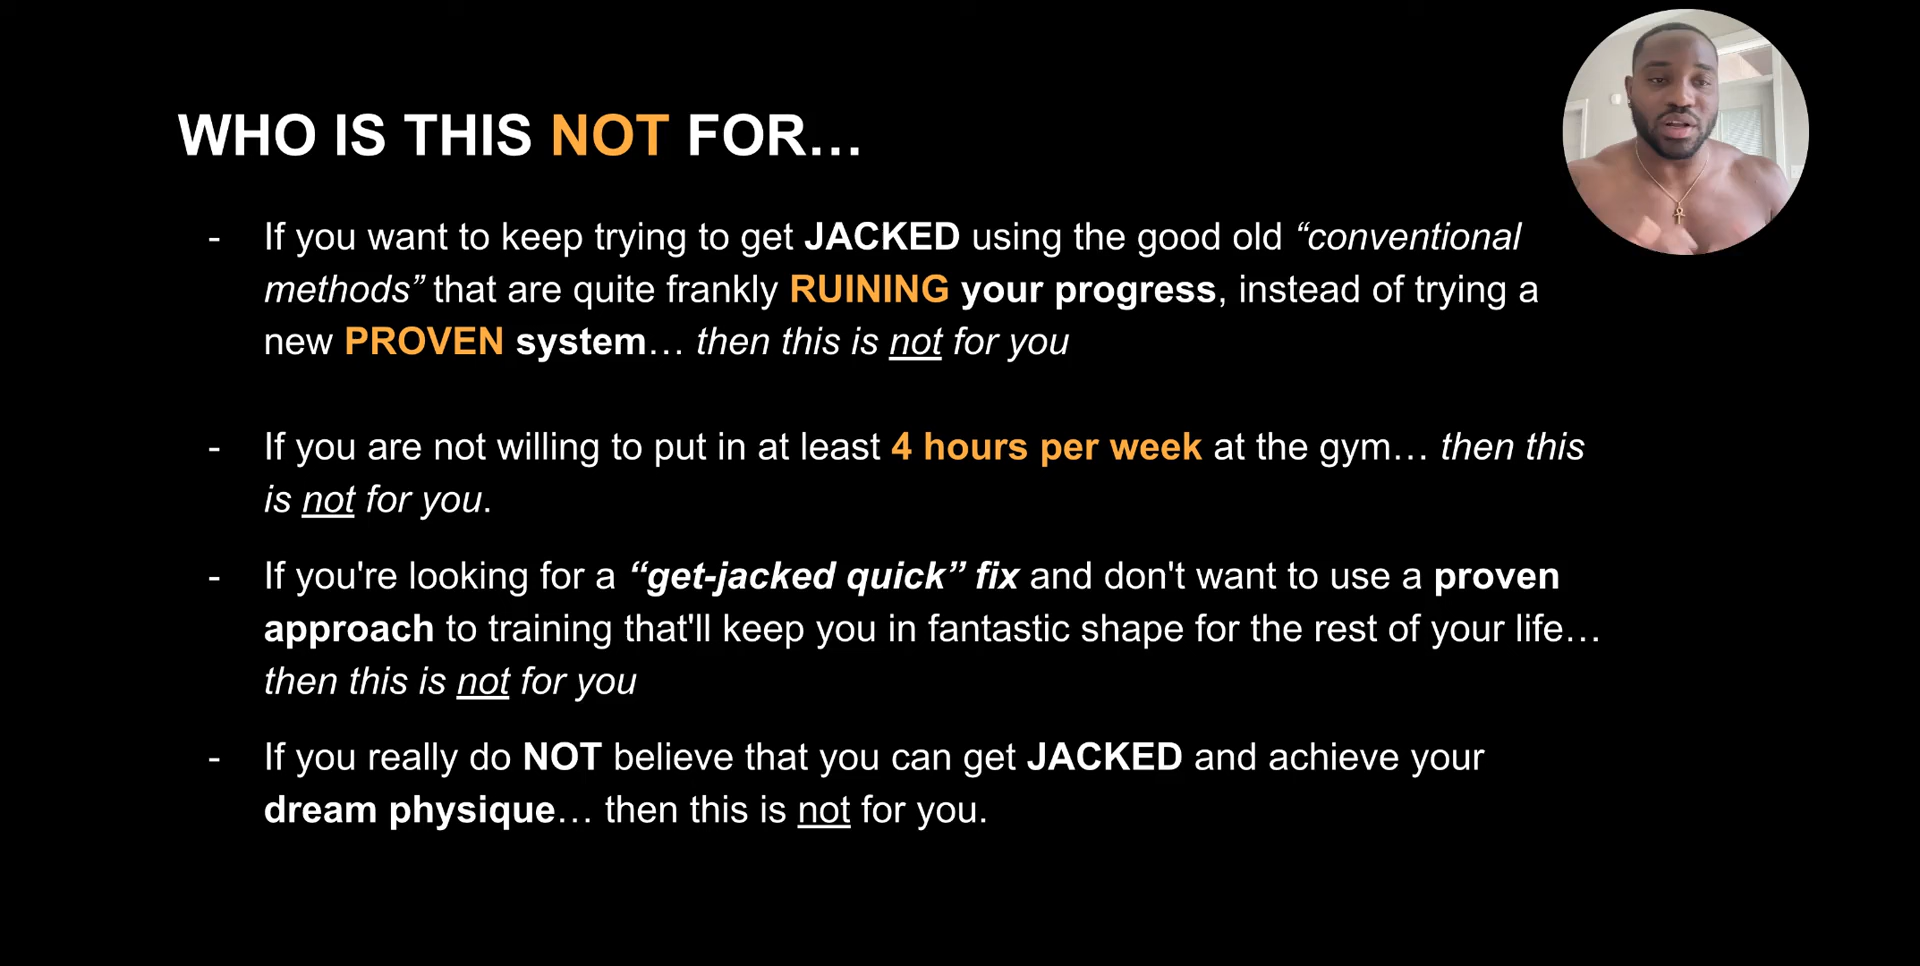 WHO IS THIS NOT FOR…
- If you want to keep trying to get JACKED using the good old “conventional
methods” that are quite frankly RUINING your progress, instead of trying a
new PROVEN system… then this is not for you
- If you are not willing to put in at least 4 hours per week at the gym… then this
is not for you.
- If you're looking for a “get-jacked quick” fix and don't want to use a proven
approach to training that'll keep you in fantastic shape for the rest of your life…
then this is not for you
- If you really do NOT believe that you can get JACKED and achieve your
dream physique… then this is not for you.